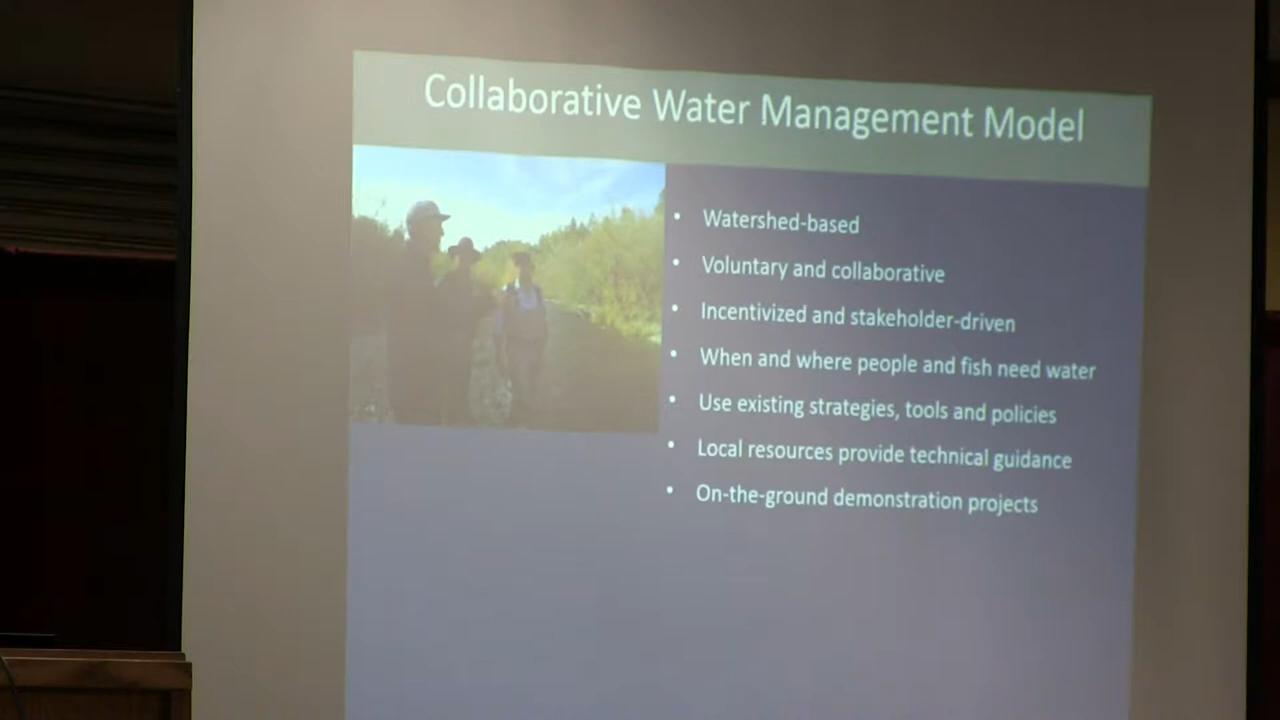 Collaborative Water Management Model
• Watershed-based
• Voluntary and collaborative
• Incentivized and stakeholder-driven
• When and where people and fish need water
• Use existing strategies, tools and policies
• Local resources provide technical guidance
• On-the-ground demonstration projects